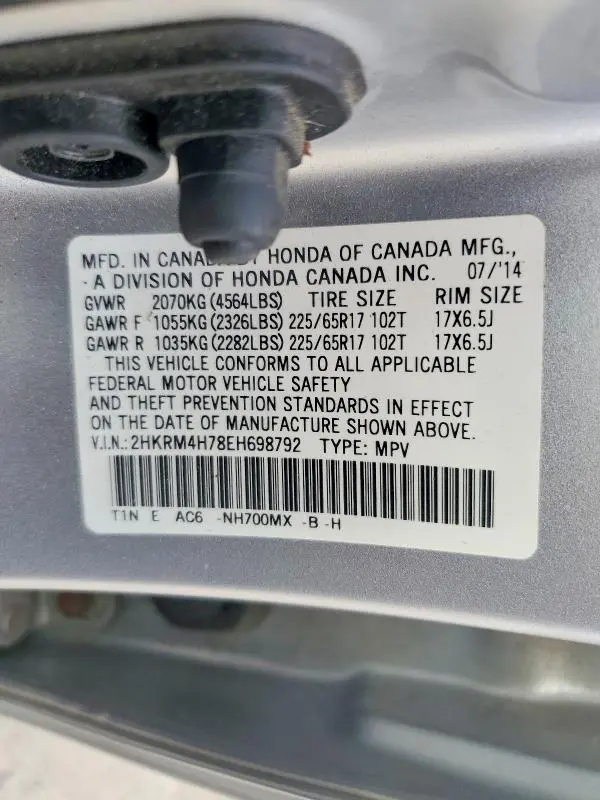 MFD. IN CANADA BY HONDA OF CANADA MFG.,
A DIVISION OF HONDA CANADA INC. 07/'14
GVWR 2070KG (4564LBS) TIRE SIZE RIM SIZE
GAWR F 1055KG (2326LBS) 225/65R17 102T 17X6.5J
GAWR R 1035KG (2282LBS) 225/65R17 102T 17X6.5J
THIS VEHICLE CONFORMS TO ALL APPLICABLE
FEDERAL MOTOR VEHICLE SAFETY
AND THEFT PREVENTION STANDARDS IN EFFECT
ON THE DATE OF MANUFACTURE SHOWN ABOVE.
V.I.N.: 2HKRM4H78EH698792 TYPE: MPV
T1N E AC6 -NH700MX -B -H